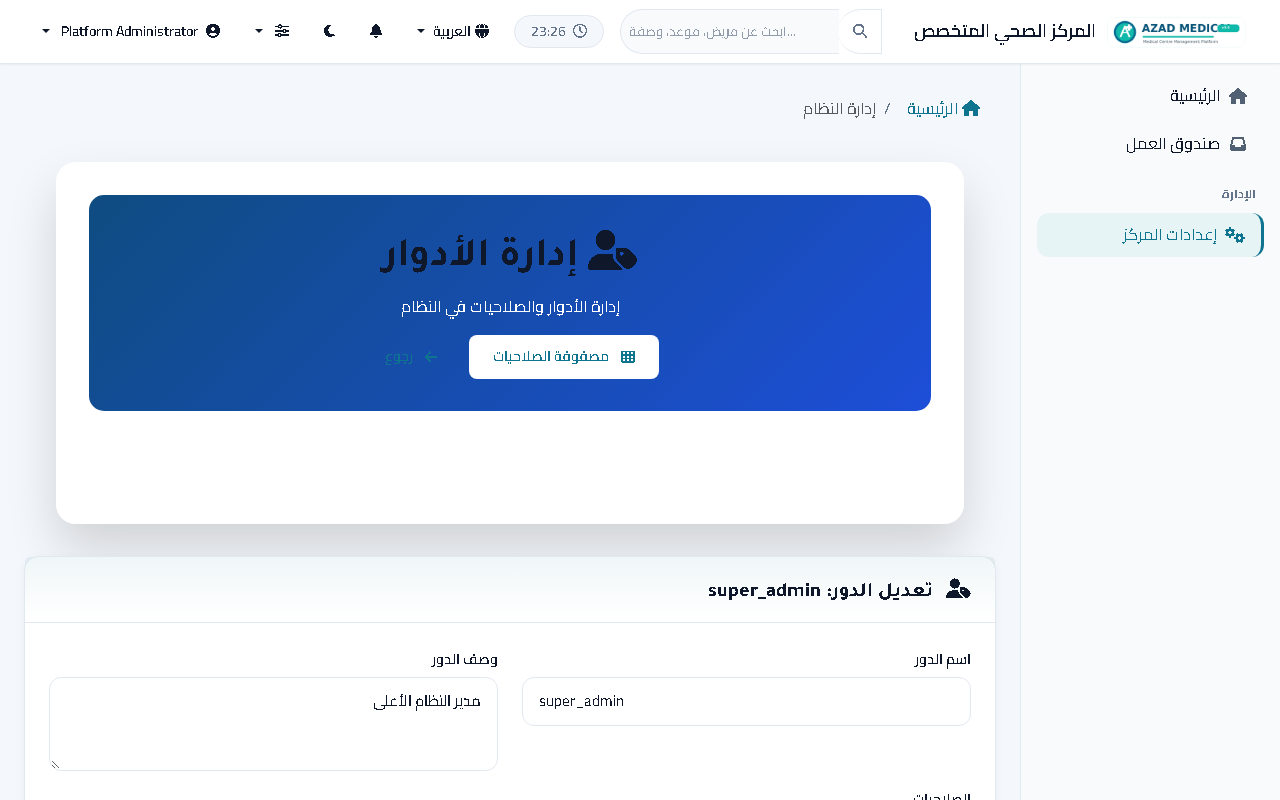 AZAD MEDIC
Medical Centre Management Platform
المركز الصحي المتخصص
ابحث عن مريض، موعد، وصفة...
23:26
العربية
Platform Administrator
الرئيسية
صندوق العمل
الإدارة
إعدادات المركز
الرئيسية / إدارة النظام
إدارة الأدوار
إدارة الأدوار والصلاحيات في النظام
مصفوفة الصلاحيات
رجوع
تعديل الدور: super_admin
اسم الدور
super_admin
وصف الدور
مدير النظام الأعلى
الصلاحيات